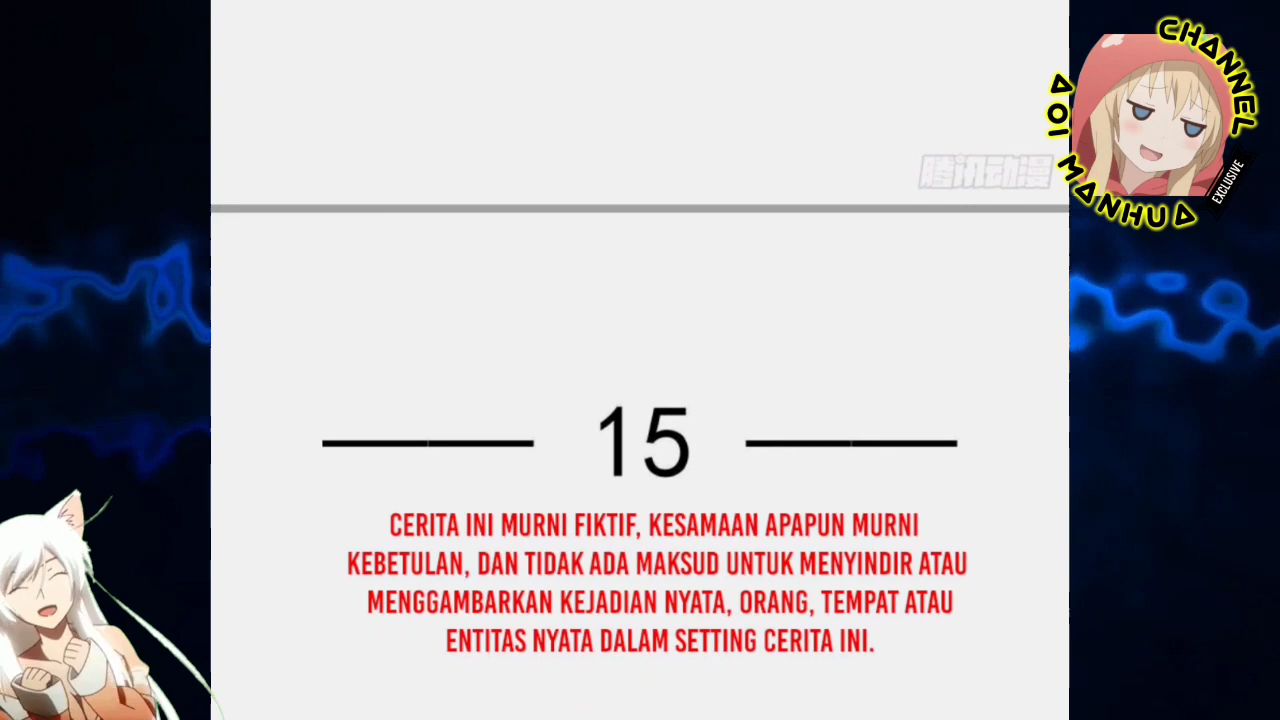 CHANNEL
AOI MANHUA
EXCLUSIVE
腾讯动漫
15
CERITA INI MURNI FIKTIF, KESAMAAN APAPUN MURNI
KEBETULAN, DAN TIDAK ADA MAKSUD UNTUK MENYINDIR ATAU
MENGGAMBARKAN KEJADIAN NYATA, ORANG, TEMPAT ATAU
ENTITAS NYATA DALAM SETTING CERITA INI.